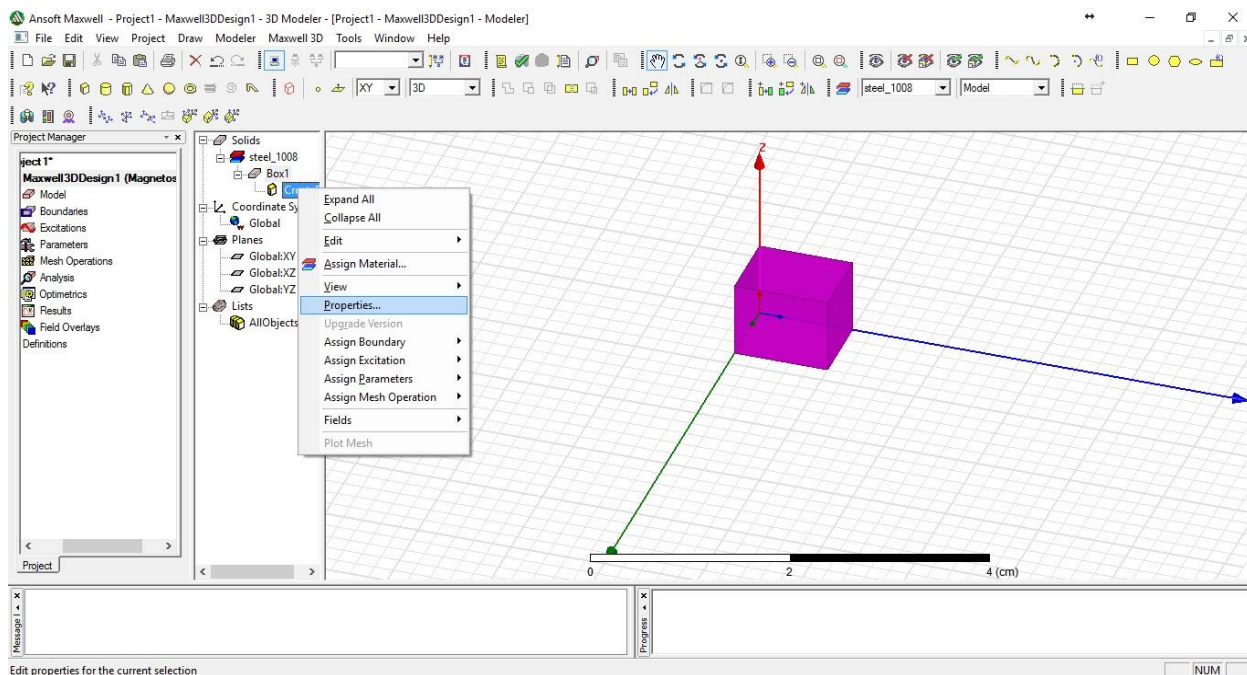 Ansoft Maxwell - Project1 - Maxwell3DDesign1 - 3D Modeler - [Project1 - Maxwell3DDesign1 - Modeler]
File Edit View Project Draw Modeler Maxwell 3D Tools Window Help
XY 3D steel_1008 Model
Project Manager
ject 1*
Maxwell3DDesign1 (Magnetos
Model
Boundaries
Excitations
Parameters
Mesh Operations
Analysis
Optimetrics
Results
Field Overlays
Definitions
Project
Solids
steel_1008
Box1
Coordinate Sy
Global
Planes
Global:XY
Global:XZ
Global:YZ
Lists
AllObjects
Expand All
Collapse All
Edit
Assign Material...
View
Properties...
Upgrade Version
Assign Boundary
Assign Excitation
Assign Parameters
Assign Mesh Operation
Fields
Plot Mesh
Z
0 2 4 (cm)
Message
Progress
Edit properties for the current selection
NUM